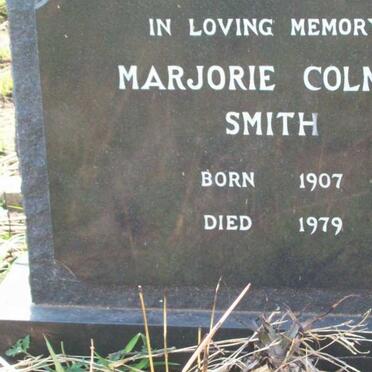 IN LOVING MEMORY
MARJORIE
SMITH
BORN 1907
DIED 1979